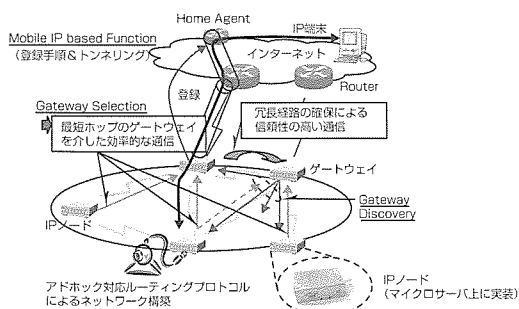 Home Agent
Mobile IP based Function
（登録手順＆トンネリング）
IP端末
インターネット
Router
登録
Gateway Selection
最短ホップのゲートウェイ
を介した効率的な通信
冗長経路の確保による
信頼性の高い通信
ゲートウェイ
Gateway
Discovery
IPノード
アドホック対応ルーティングプロトコル
によるネットワーク構築
IPノード
（マイクロサーバ上に実装）